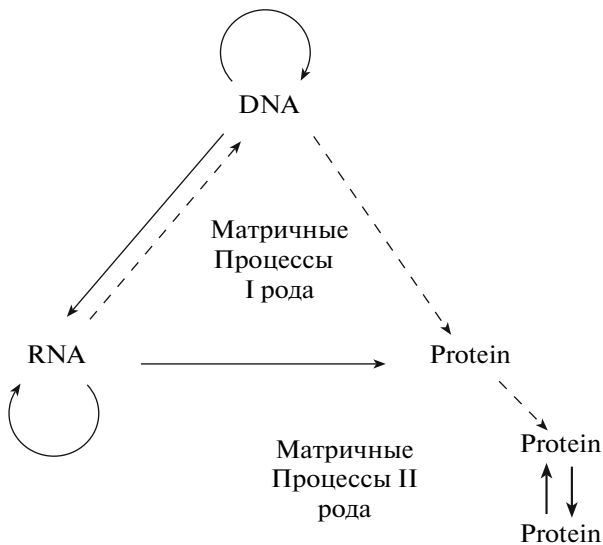 DNA
Матричные
Процессы
I рода
RNA
Protein
Матричные
Процессы II
рода
Protein
Protein